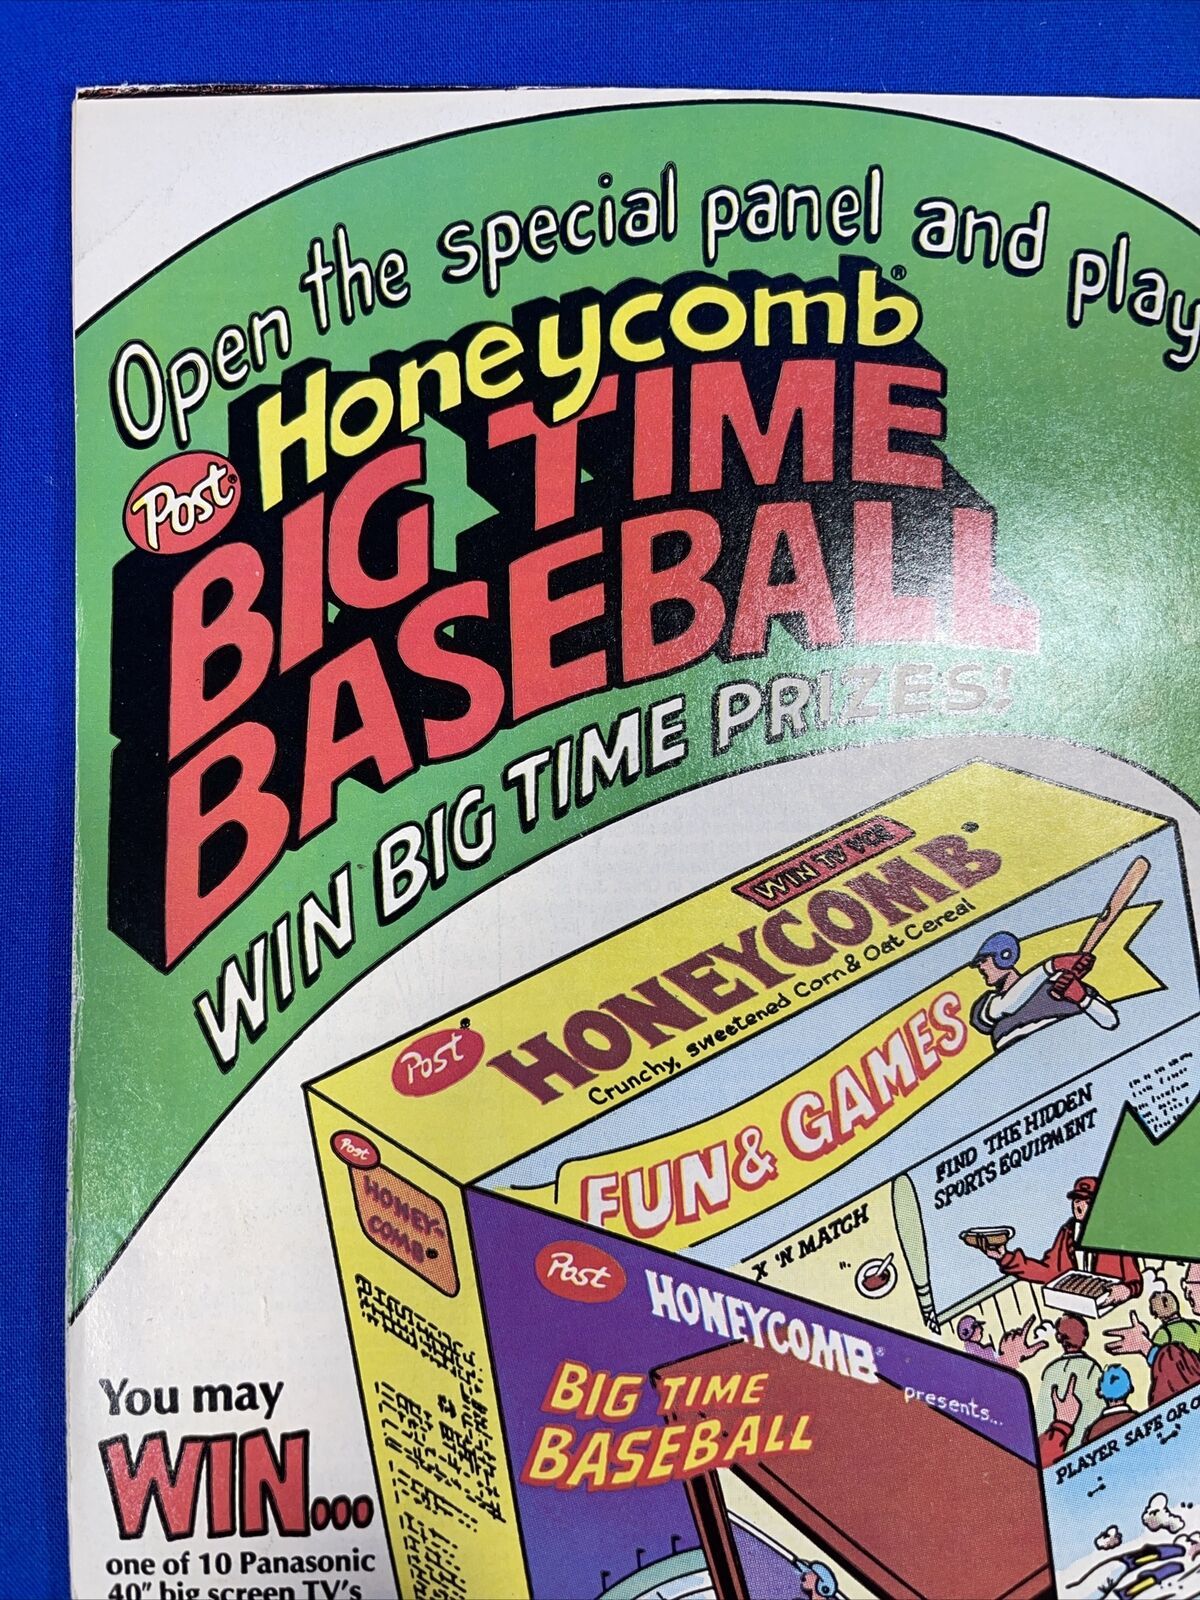 Open the special panel and play
Post®
Honeycomb®
BIG TIME
BASEBALL
WIN BIG TIME PRIZES!
WIN TV VCR
Post®
HONEYCOMB®
Crunchy, sweetened Corn & Oat Cereal
FUN & GAMES
FIND THE HIDDEN
SPORTS EQUIPMENT
X 'N MATCH
Post
HONEY-
COMB®
Post
HONEYCOMB®
presents...
BIG TIME
BASEBALL
PLAYER SAFE OR
You may
WIN...
one of 10 Panasonic
40" big screen TV's